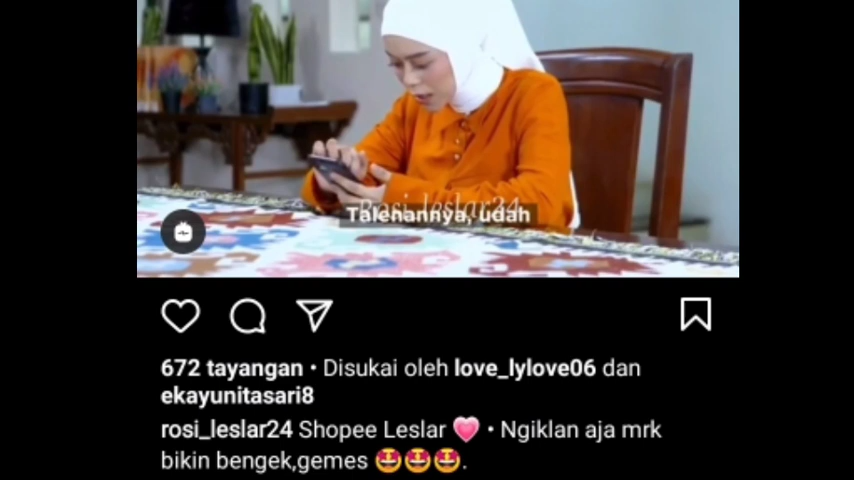 Rosi_leslar24
Talenannya, udah
672 tayangan • Disukai oleh love_lylove06 dan
ekayunitasari8
rosi_leslar24 Shopee Leslar 💗 • Ngiklan aja mrk
bikin bengek,gemes 🤩🤩🤩.